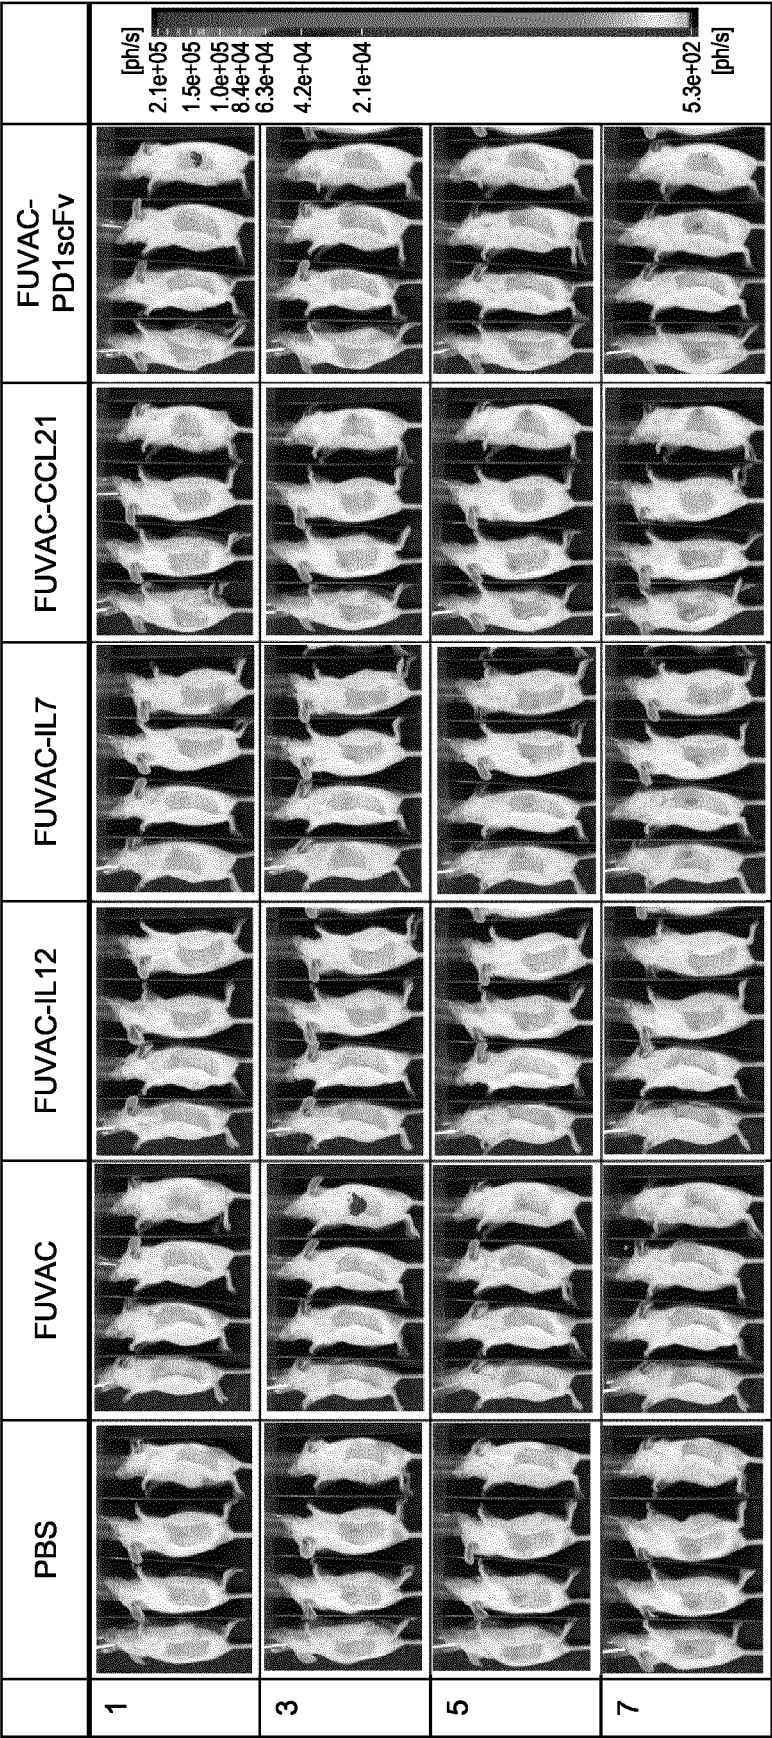 PBS
FUVAC
FUVAC-IL12
FUVAC-IL7
FUVAC-CCL21
FUVAC-
PD1scFv
1
3
5
7
[ph/s]
2.1e+05
1.5e+05
1.0e+05
8.4e+04
6.3e+04
4.2e+04
2.1e+04
5.3e+02
[ph/s]